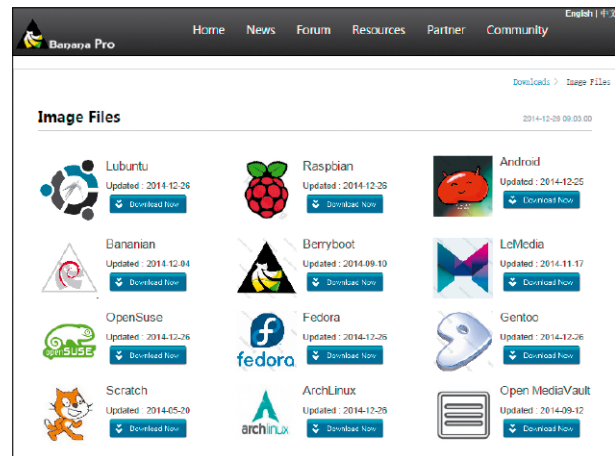 English | 中文
Banana Pro
Home News Forum Resources Partner Community
Downloads > Image Files
Image Files
2014-12-28 09:03:00
Lubuntu
Updated : 2014-12-26
Download Now
Raspbian
Updated : 2014-12-26
Download Now
Android
Updated : 2014-12-25
Download Now
Bananian
Updated : 2014-12-04
Download Now
Berryboot
Updated : 2014-09-10
Download Now
LeMedia
Updated : 2014-11-17
Download Now
openSUSE
OpenSuse
Updated : 2014-12-26
Download Now
fedora
Fedora
Updated : 2014-12-26
Download Now
Gentoo
Updated : 2014-12-26
Download Now
Scratch
Updated : 2014-05-20
Download Now
archlinux
ArchLinux
Updated : 2014-12-26
Download Now
Open MediaVault
Updated : 2014-09-12
Download Now